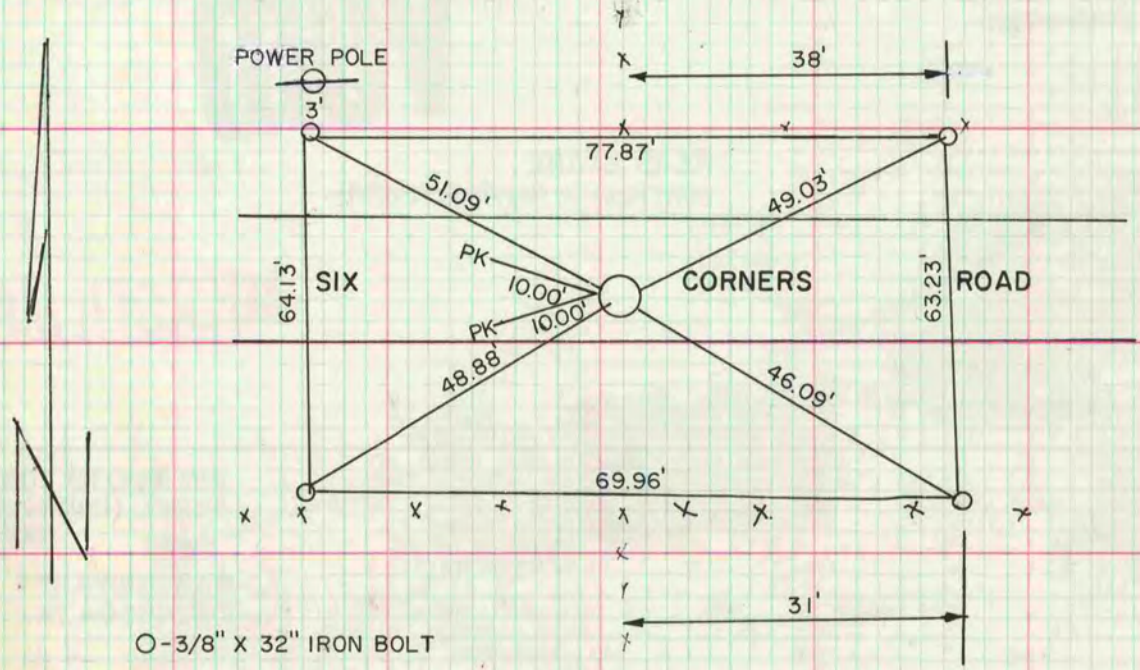 POWER POLE
38'
3'
77.87'
51.09'
49.03'
PK
64.13'
SIX
10.00'
CORNERS
63.23'
ROAD
PK
10.00'
48.88'
46.09'
69.96'
N
31'
O-3/8" X 32" IRON BOLT